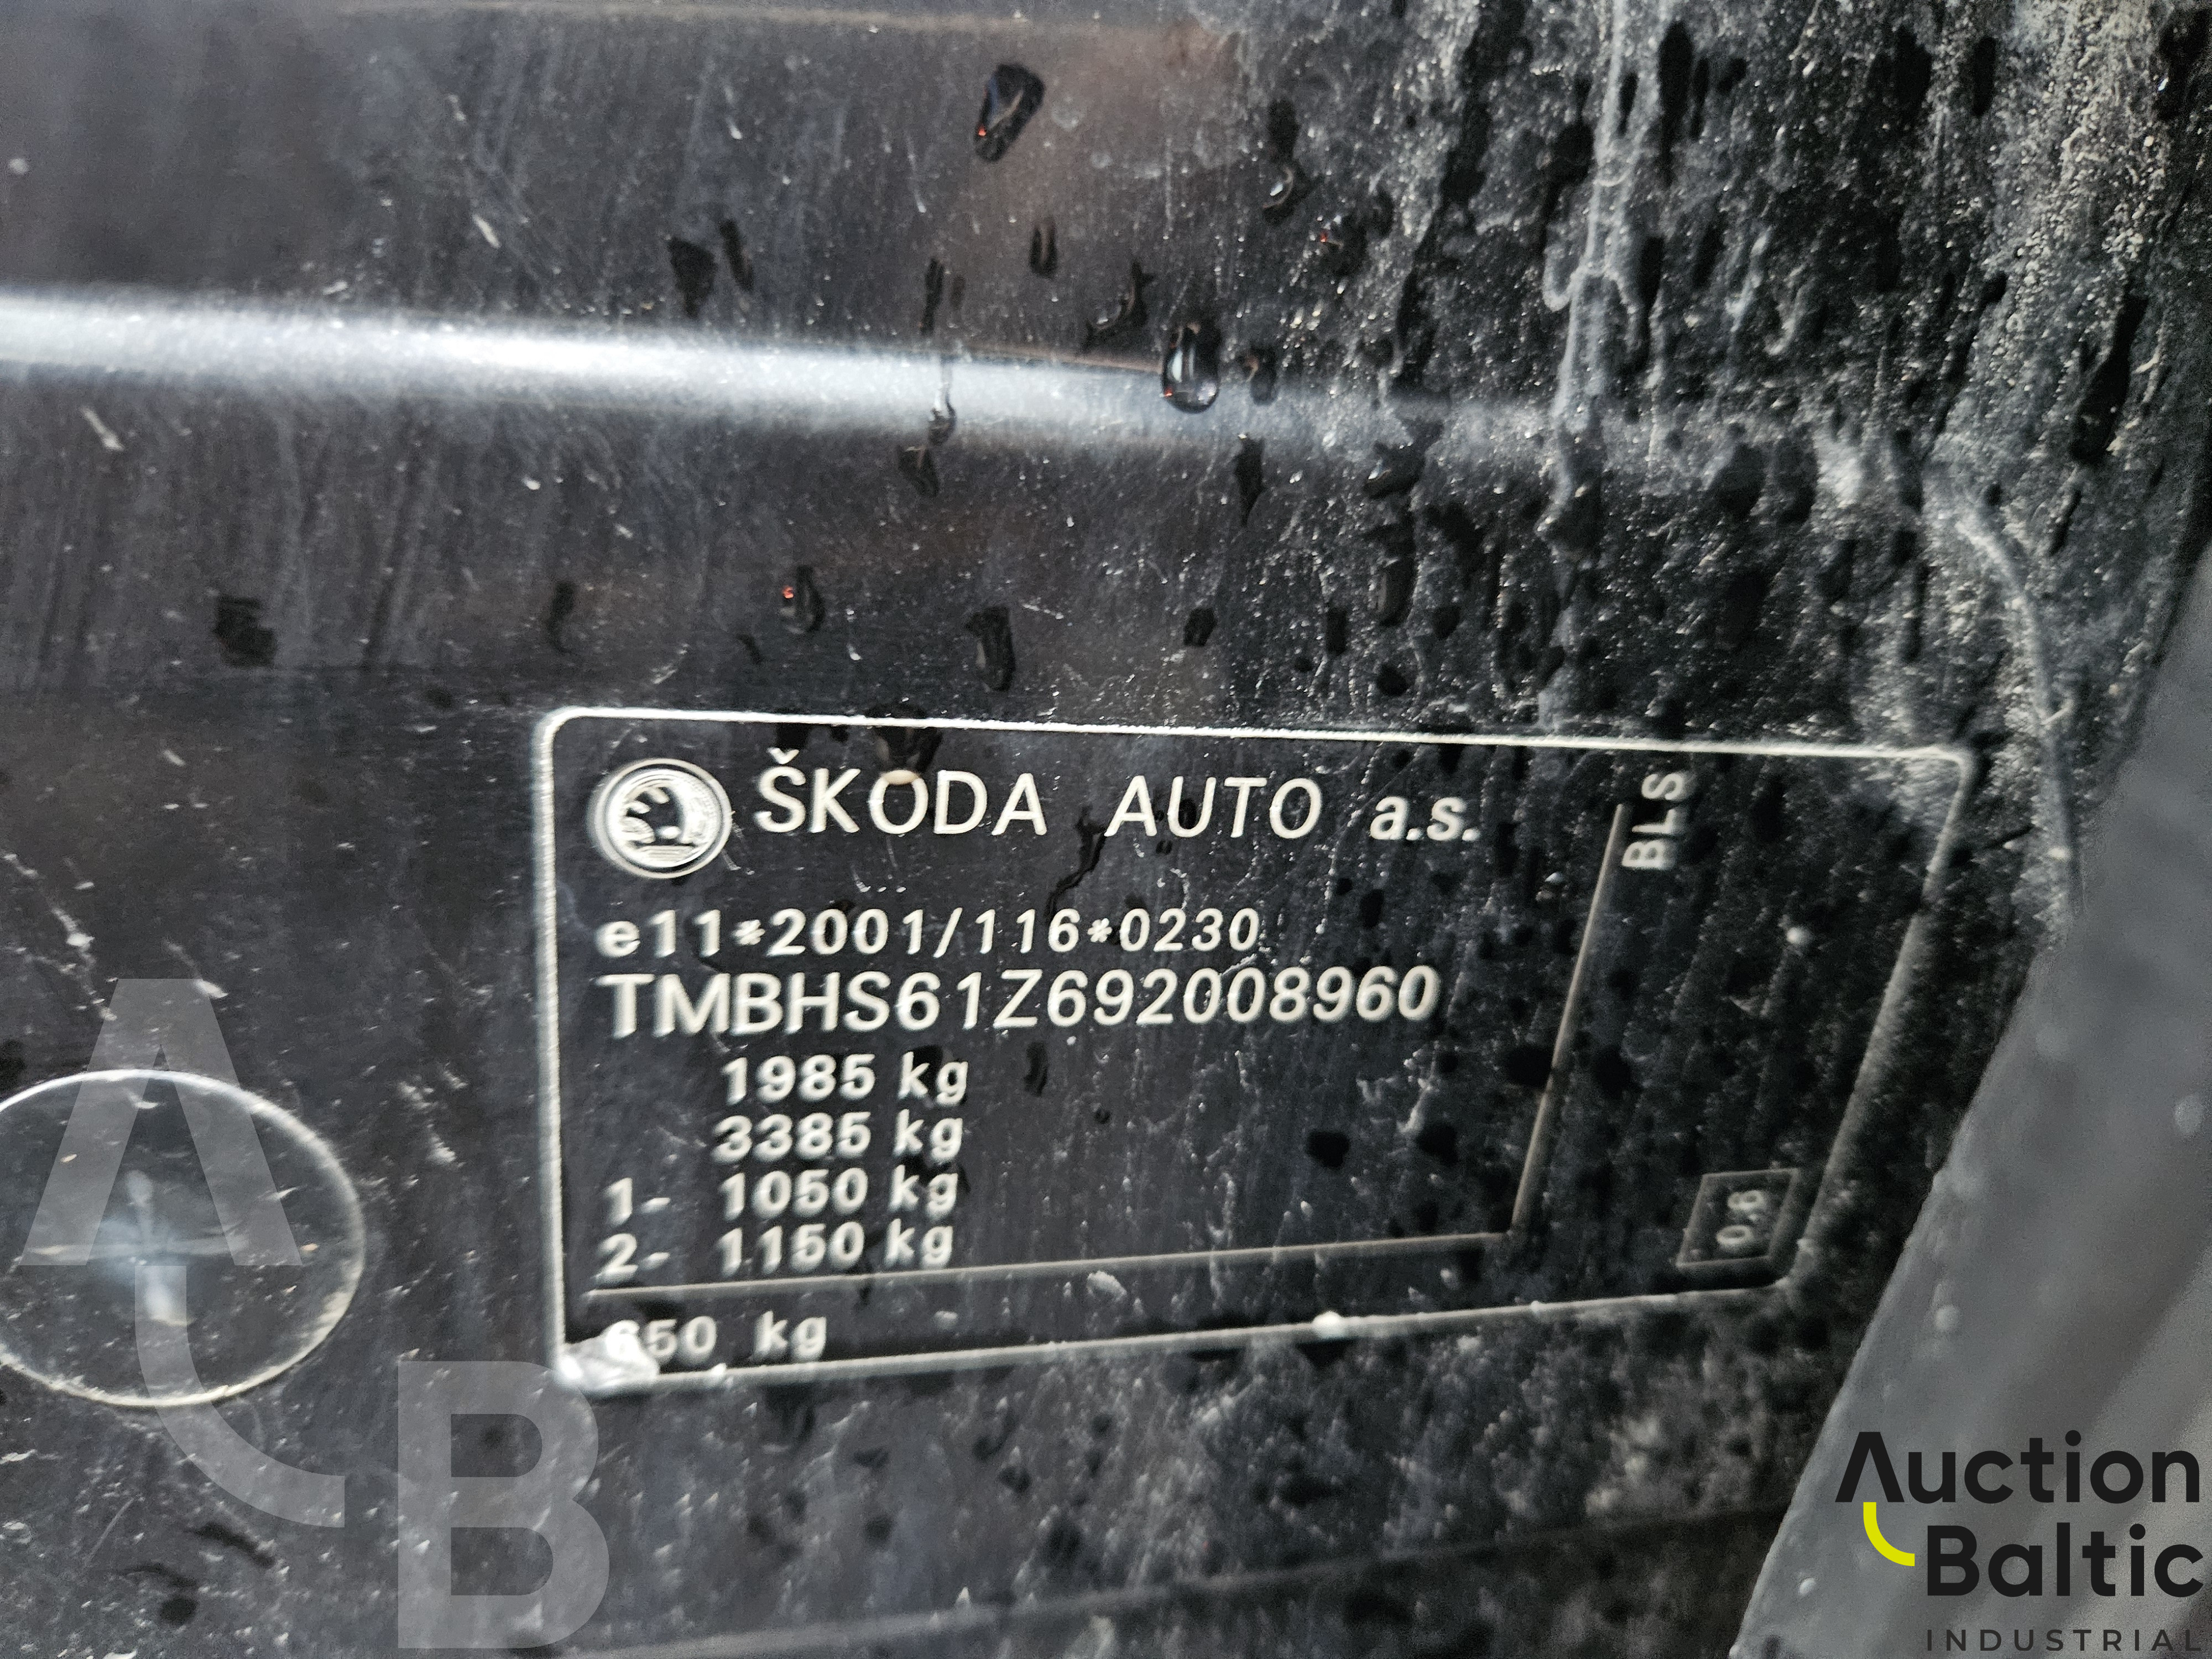 ŠKODA AUTO a.s.
BLS
e11*2001/116*0230
TMBHS61Z692008960
1985 kg
3385 kg
1- 1050 kg
2- 1150 kg
0.6
650 kg
A
B
Auction
Baltic
INDUSTRIAL